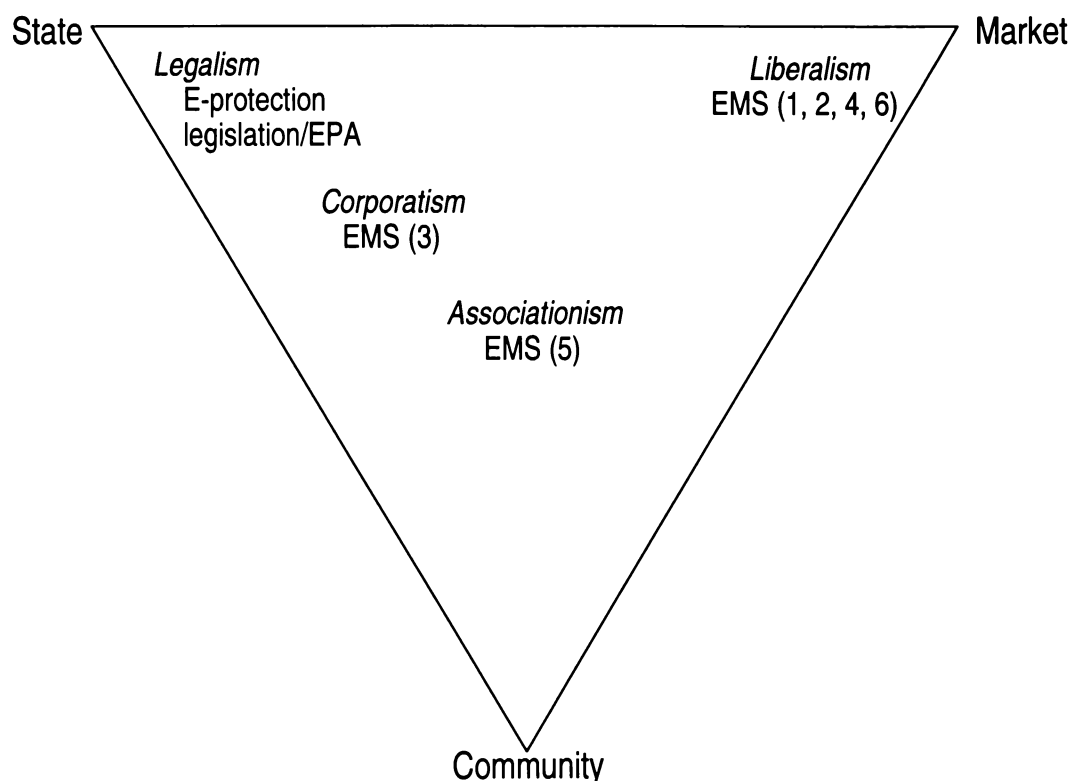 State
Market
Legalism
E-protection
legislation/EPA
Liberalism
EMS (1, 2, 4, 6)
Corporatism
EMS (3)
Associationism
EMS (5)
Community